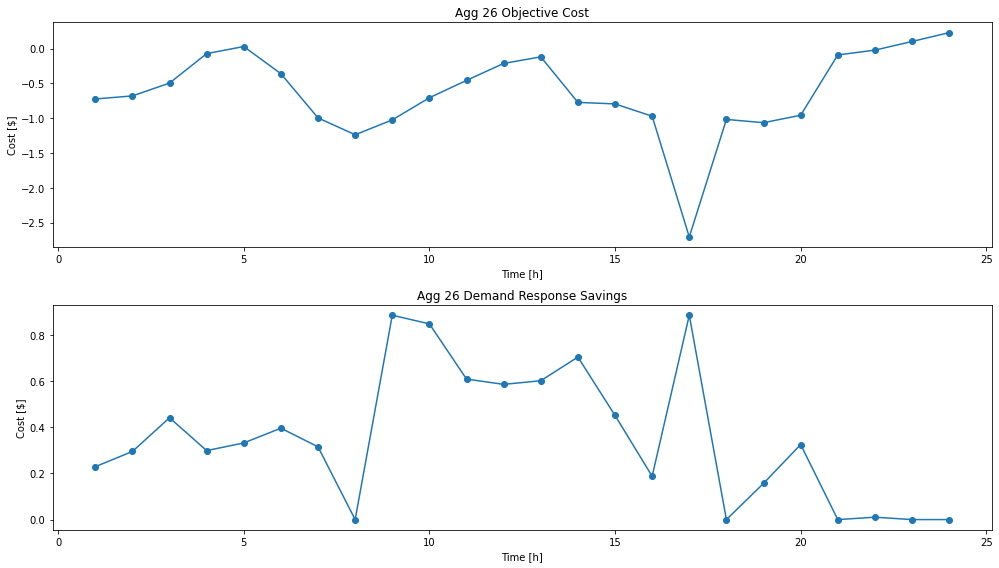 Agg 26 Objective Cost
Cost [$]
0.0
−0.5
−1.0
−1.5
−2.0
−2.5
0 5 10 15 20 25
Time [h]
Agg 26 Demand Response Savings
Cost [$]
0.8
0.6
0.4
0.2
0.0
0 5 10 15 20 25
Time [h]